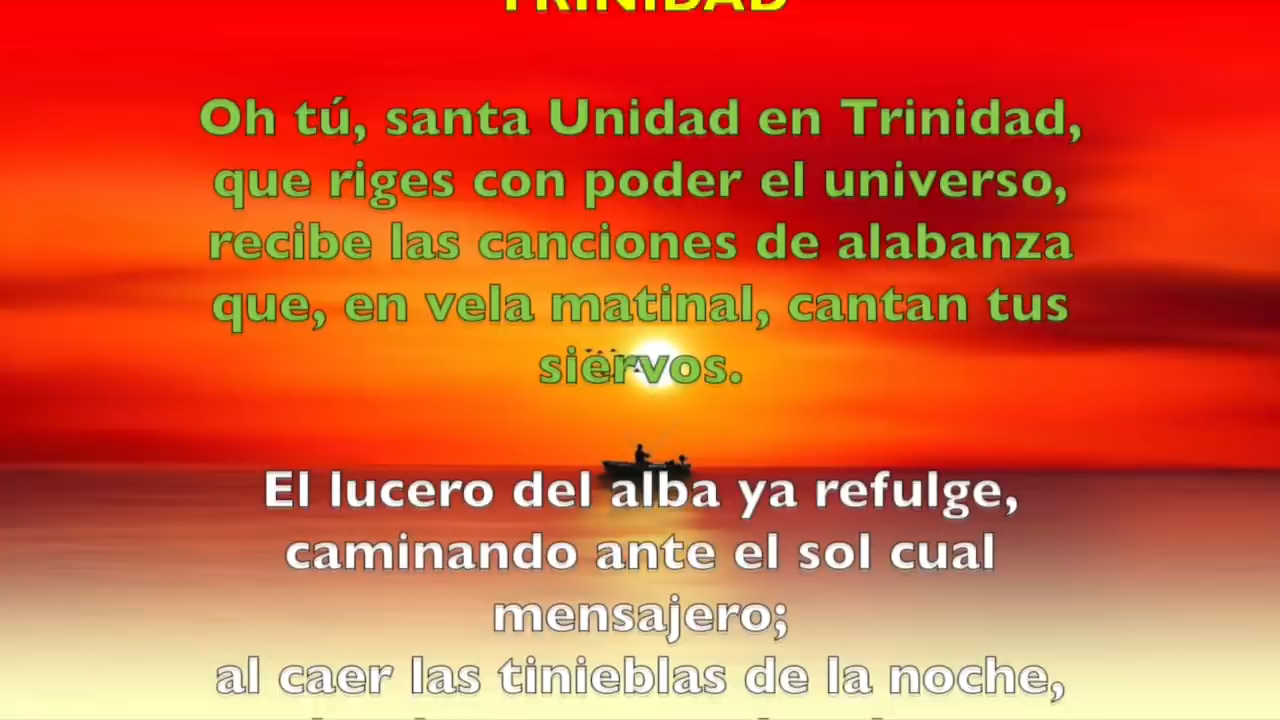 TRINIDAD
Oh tú, santa Unidad en Trinidad,
que riges con poder el universo,
recibe las canciones de alabanza
que, en vela matinal, cantan tus
siervos.
El lucero del alba ya refulge,
caminando ante el sol cual
mensajero;
al caer las tinieblas de la noche,